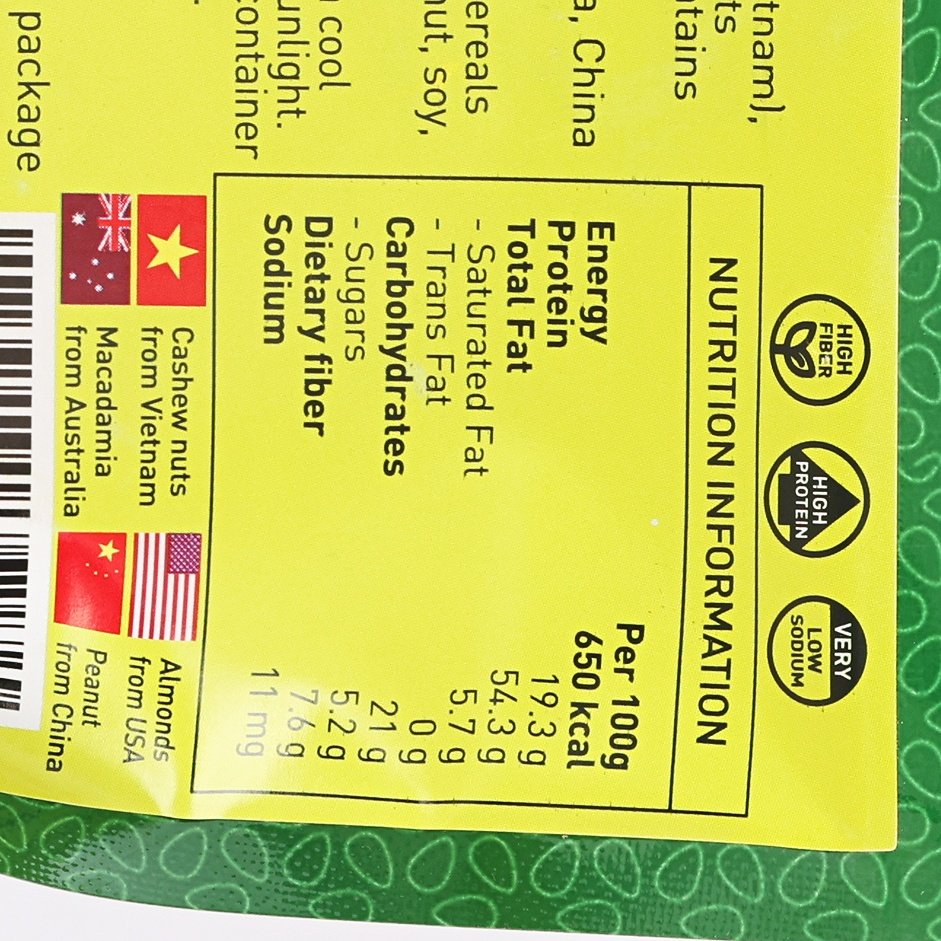 tnam),
ts
tains
a, China
ereals
nut, soy,
cool
unlight.
container
package
HIGH
FIBER
HIGH
PROTEIN
VERY
LOW
SODIUM
NUTRITION INFORMATION
Per 100g
Energy 650 kcal
Protein 19.3 g
Total Fat 54.3 g
- Saturated Fat 5.7 g
- Trans Fat 0 g
Carbohydrates 21 g
- Sugars 5.2 g
Dietary fiber 7.6 g
Sodium 11 mg
Cashew nuts
from Vietnam
Almonds
from USA
Macadamia
from Australia
Peanut
from China